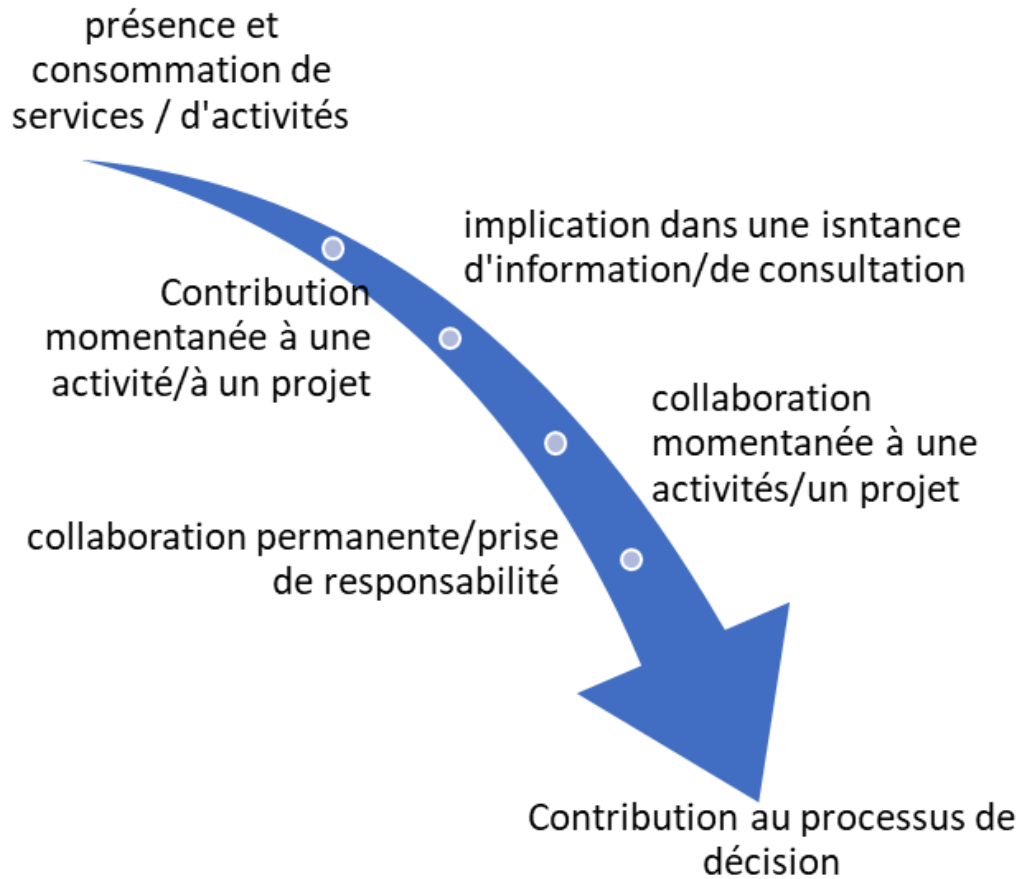 présence et
consommation de
services / d'activités
Contribution
momentanée à une
activité/à un projet
implication dans une isntance
d'information/de consultation
collaboration
momentanée à une
activités/un projet
collaboration permanente/prise
de responsabilité
Contribution au processus de
décision